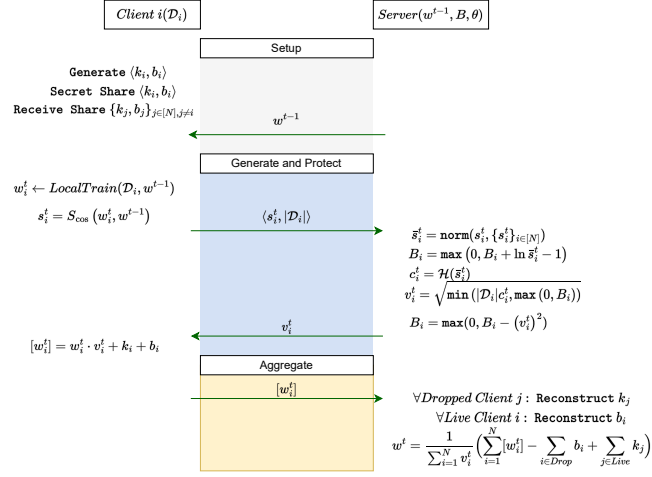 Client i(𝒟_i)
Server(w^{t−1}, B, θ)
Setup
Generate ⟨k_i, b_i⟩
Secret Share ⟨k_i, b_i⟩
Receive Share {k_j, b_j}_{j∈[N],j≠i}
w^{t−1}
Generate and Protect
w_i^t ← LocalTrain(𝒟_i, w^{t−1})
s_i^t = S_cos (w_i^t, w^{t−1})
⟨s_i^t, |𝒟_i|⟩
s̄_i^t = norm(s_i^t, {s_i^t}_{i∈[N]})
B_i = max (0, B_i + ln s̄_i^t − 1)
c_i^t = ℋ(s̄_i^t)
v_i^t = √(min (|𝒟_i|c_i^t, max (0, B_i)))
v_i^t
B_i = max(0, B_i − (v_i^t)^2)
[w_i^t] = w_i^t · v_i^t + k_i + b_i
Aggregate
[w_i^t]
∀Dropped Client j : Reconstruct k_j
∀Live Client i : Reconstruct b_i
w^t = \frac{1}{∑_{i=1}^N v_i^t} (∑_{i=1}^N [w_i^t] − ∑_{i∈Drop} b_i + ∑_{j∈Live} k_j)